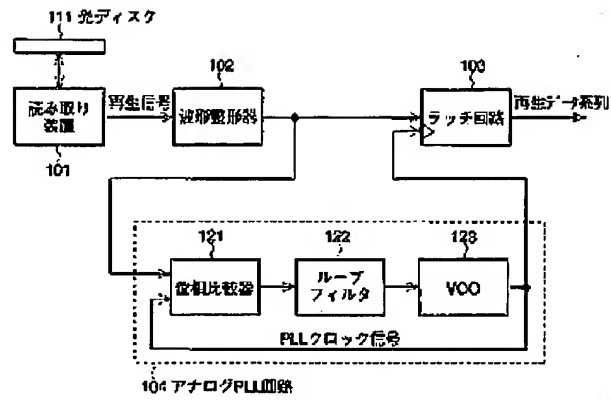 111 光ディスク
102
103
再生信号
再生データ系列
読み取り
装置
波形整形器
ラッチ回路
101
121
122
123
位相比較器
ループ
フィルタ
VCO
PLLクロック信号
104 アナログPLL回路